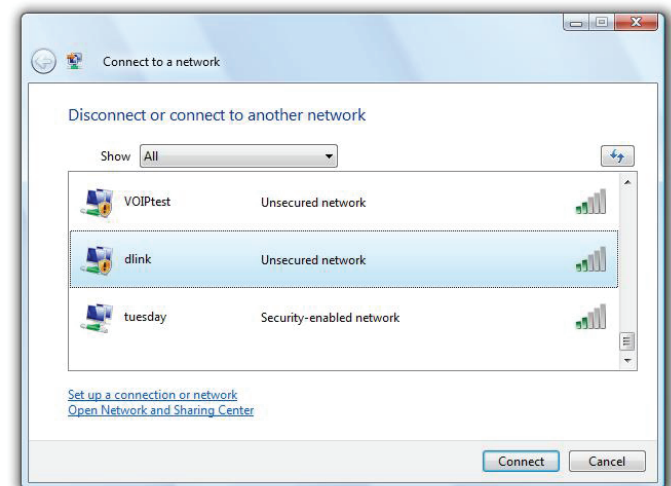 Connect to a network
Disconnect or connect to another network
Show All
VOIPtest Unsecured network
dlink Unsecured network
tuesday Security-enabled network
Set up a connection or network
Open Network and Sharing Center
Connect Cancel